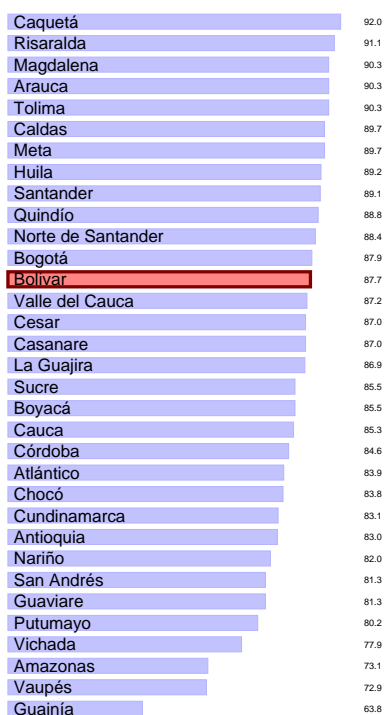 Caquetá 92.0
Risaralda 91.1
Magdalena 90.3
Arauca 90.3
Tolima 90.3
Caldas 89.7
Meta 89.7
Huila 89.2
Santander 89.1
Quindío 88.8
Norte de Santander 88.4
Bogotá 87.9
Bolivar 87.7
Valle del Cauca 87.2
Cesar 87.0
Casanare 87.0
La Guajira 86.9
Sucre 85.5
Boyacá 85.5
Cauca 85.3
Córdoba 84.6
Atlántico 83.9
Chocó 83.8
Cundinamarca 83.1
Antioquia 83.0
Nariño 82.0
San Andrés 81.3
Guaviare 81.3
Putumayo 80.2
Vichada 77.9
Amazonas 73.1
Vaupés 72.9
Guainía 63.8